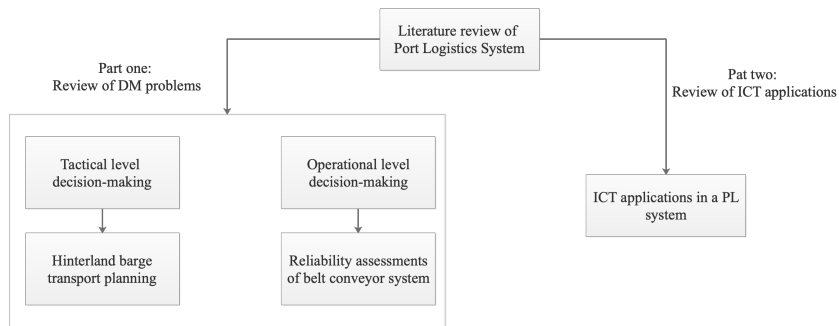 Literature review of
Port Logistics System
Part one:
Review of DM problems
Pat two:
Review of ICT applications
Tactical level
decision-making
Operational level
decision-making
ICT applications in a PL
system
Hinterland barge
transport planning
Reliability assessments
of belt conveyor system